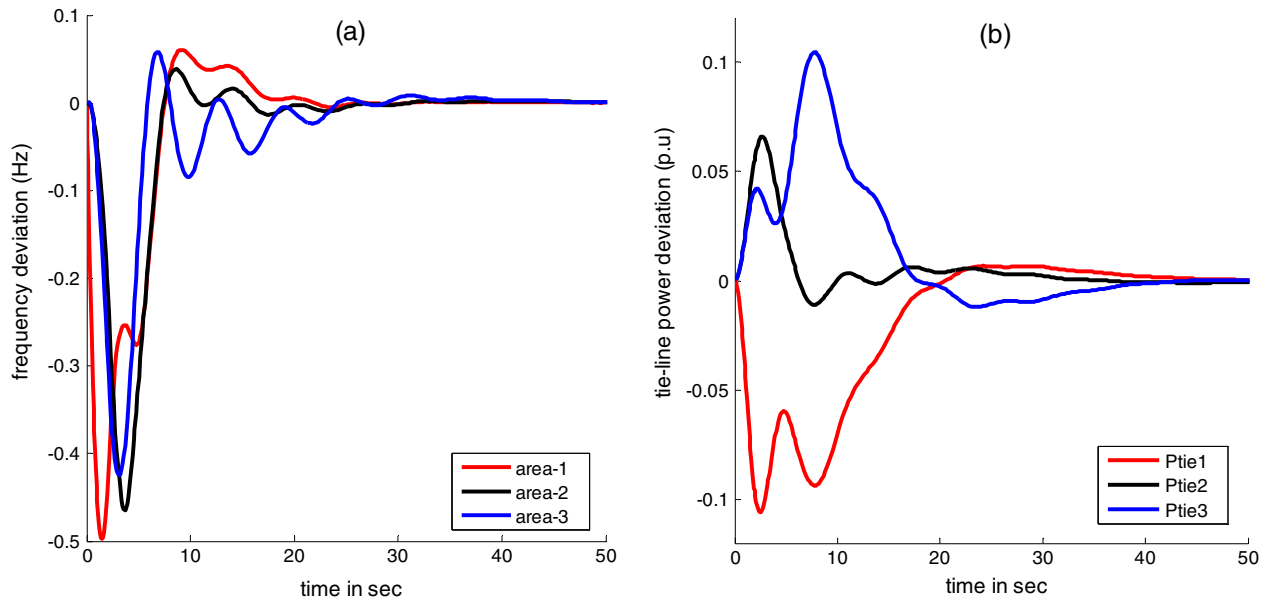 (a)
frequency deviation (Hz)
0.1
0
-0.1
-0.2
-0.3
-0.4
-0.5
0
10
20
30
40
50
time in sec
area-1
area-2
area-3
(b)
tie-line power deviation (p.u)
0.1
0.05
0
-0.05
-0.1
0
10
20
30
40
50
time in sec
Ptie1
Ptie2
Ptie3